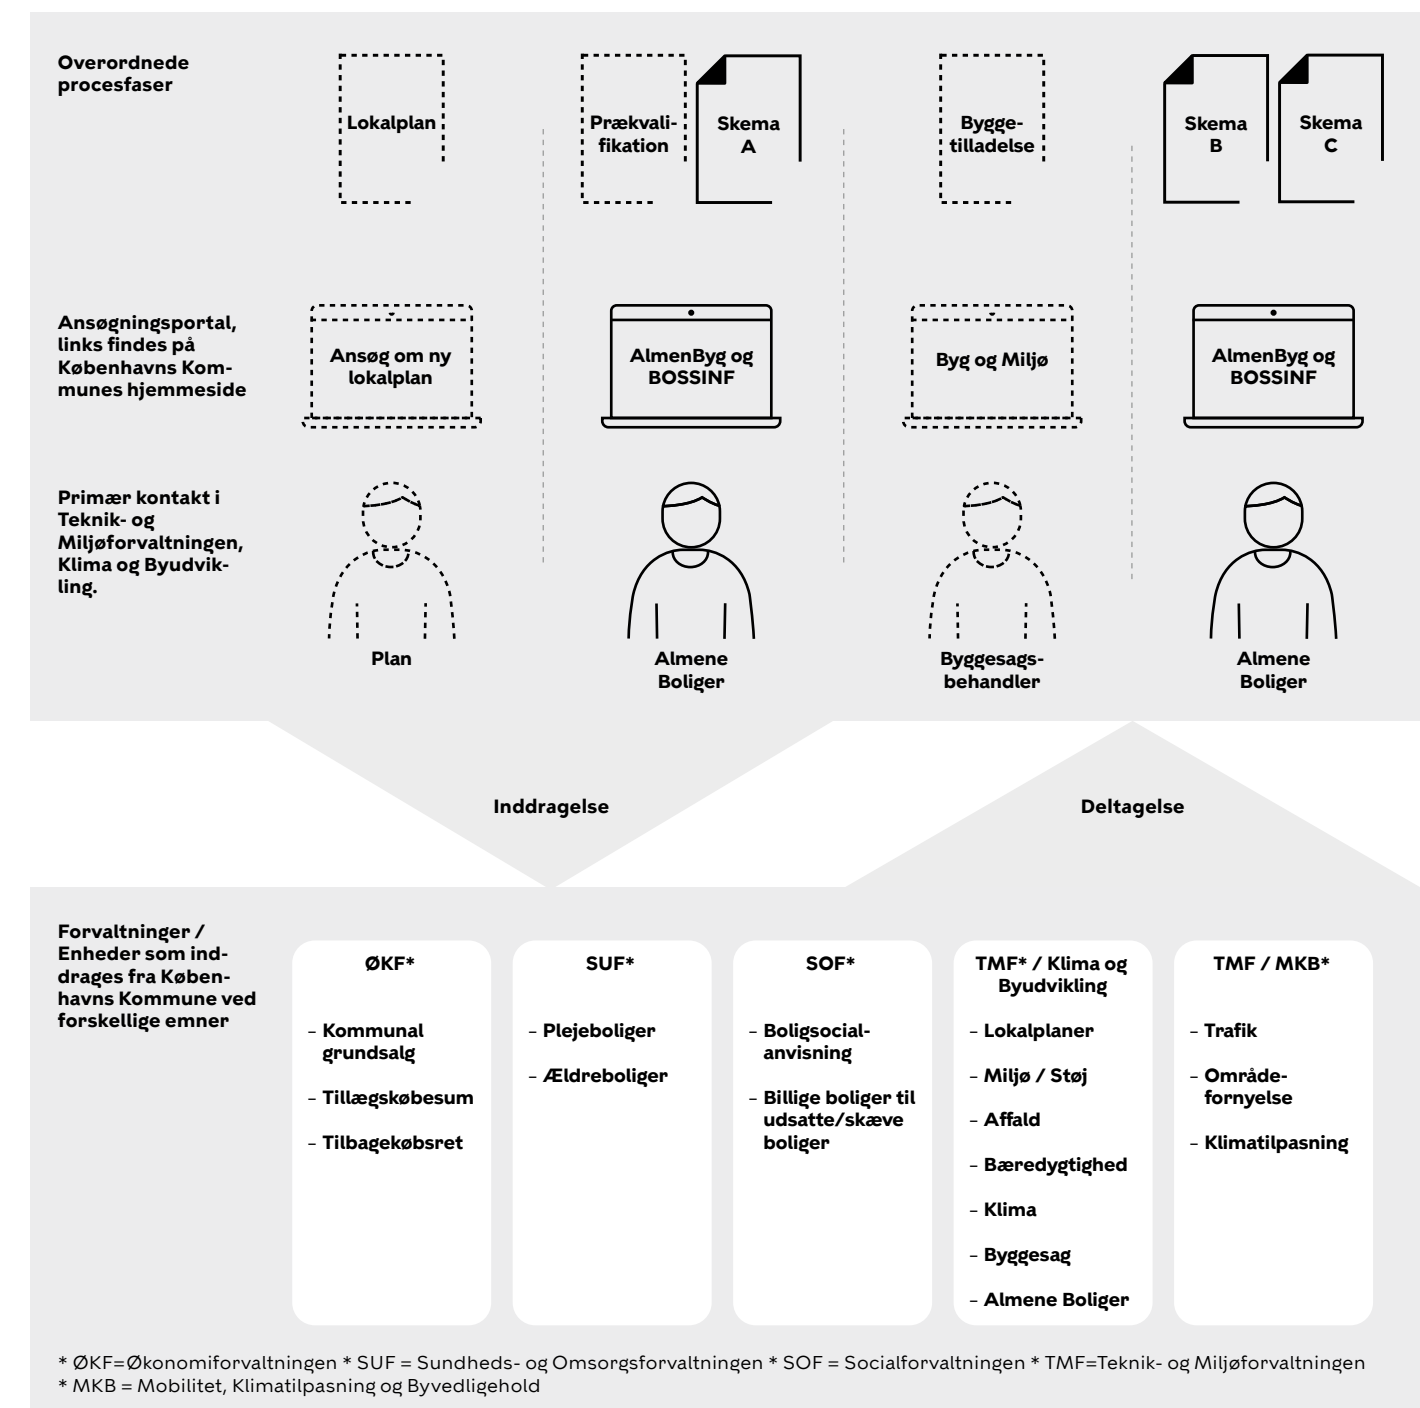 Overordnede
procesfaser
Lokalplan
Prækvali-
fikation
Skema
A
Bygge-
tilladelse
Skema
B
Skema
C
Ansøgningsportal,
links findes på
Københavns Kom-
munes hjemmeside
Ansøg om ny
lokalplan
AlmenByg og
BOSSINF
Byg og Miljø
AlmenByg og
BOSSINF
Primær kontakt i
Teknik- og
Miljøforvaltningen,
Klima og Byudvik-
ling.
Plan
Almene
Boliger
Byggesags-
behandler
Almene
Boliger
Inddragelse
Deltagelse
Forvaltninger /
Enheder som ind-
drages fra Køben-
havns Kommune ved
forskellige emner
ØKF*
– Kommunal
grundsalg
– Tillægskøbesum
– Tilbagekøbsret
SUF*
– Plejeboliger
– Ældreboliger
SOF*
– Boligsocial-
anvisning
– Billige boliger til
udsatte/skæve
boliger
TMF* / Klima og
Byudvikling
– Lokalplaner
– Miljø / Støj
– Affald
– Bæredygtighed
– Klima
– Byggesag
– Almene Boliger
TMF / MKB*
– Trafik
– Område-
fornyelse
– Klimatilpasning
* ØKF=Økonomiforvaltningen * SUF = Sundheds- og Omsorgsforvaltningen * SOF = Socialforvaltningen * TMF=Teknik- og Miljøforvaltningen
* MKB = Mobilitet, Klimatilpasning og Byvedligehold